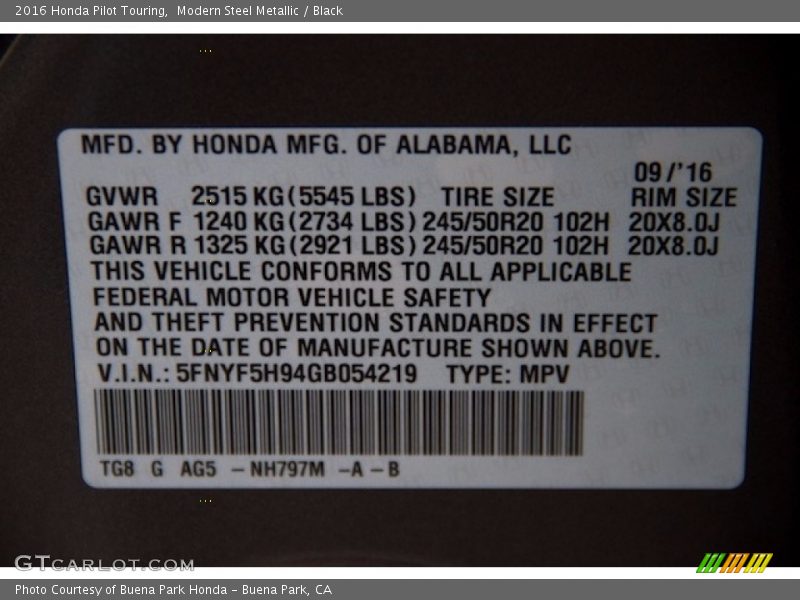 2016 Honda Pilot Touring, Modern Steel Metallic / Black
MFD. BY HONDA MFG. OF ALABAMA, LLC
09/'16
GVWR 2515 KG(5545 LBS) TIRE SIZE RIM SIZE
GAWR F 1240 KG(2734 LBS) 245/50R20 102H 20X8.0J
GAWR R 1325 KG(2921 LBS) 245/50R20 102H 20X8.0J
THIS VEHICLE CONFORMS TO ALL APPLICABLE
FEDERAL MOTOR VEHICLE SAFETY
AND THEFT PREVENTION STANDARDS IN EFFECT
ON THE DATE OF MANUFACTURE SHOWN ABOVE.
V.I.N.: 5FNYF5H94GB054219 TYPE: MPV
TG8 G AG5 -NH797M -A -B
GTCARLOT.COM
Photo Courtesy of Buena Park Honda - Buena Park, CA